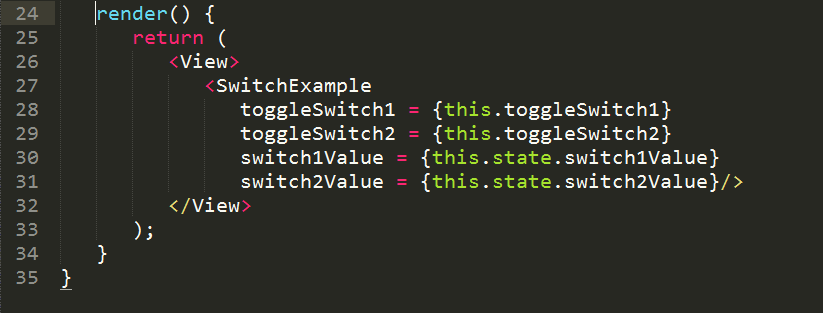 24 render() {
25 return (
26 <View>
27 <SwitchExample
28 toggleSwitch1 = {this.toggleSwitch1}
29 toggleSwitch2 = {this.toggleSwitch2}
30 switch1Value = {this.state.switch1Value}
31 switch2Value = {this.state.switch2Value}/>
32 </View>
33 );
34 }
35 }